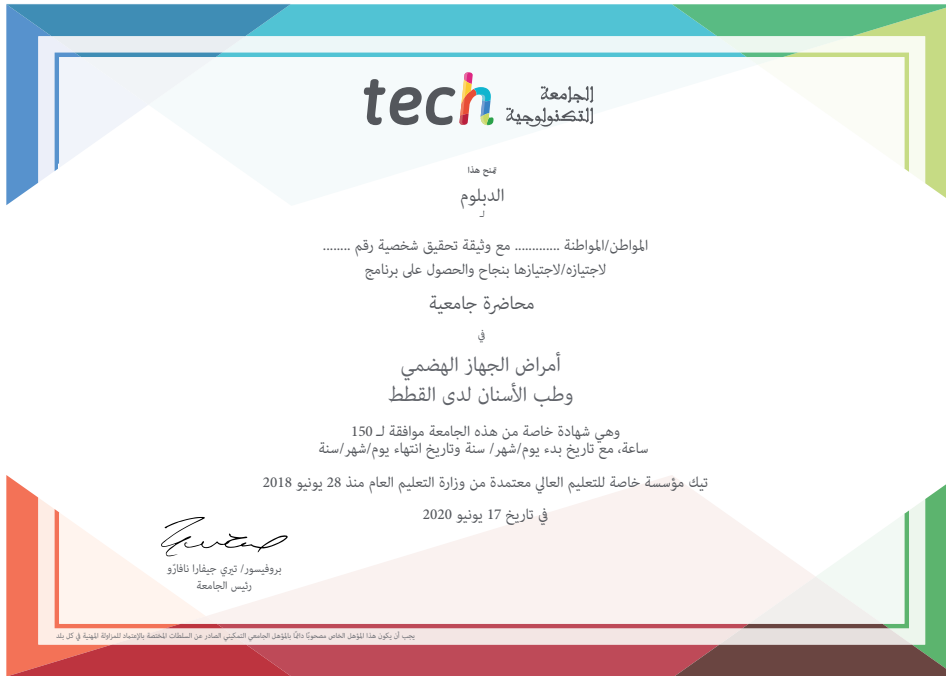 tech الجامعة
التكنولوجية
تمنح هذا
الدبلوم
لـ
المواطن/المواطنة ............. مع وثيقة تحقيق شخصية رقم ........
لاجتيازه/لاجتيازها بنجاح والحصول على برنامج
محاضرة جامعية
في
أمراض الجهاز الهضمي
وطب الأسنان لدى القطط
وهي شهادة خاصة من هذه الجامعة موافقة لـ 150
ساعة، مع تاريخ بدء يوم/شهر/ سنة وتاريخ انتهاء يوم/شهر/سنة
تيك مؤسسة خاصة للتعليم العالي معتمدة من وزارة التعليم العام منذ 28 يونيو 2018
في تاريخ 17 يونيو 2020
بروفيسور/ تيري جيفارا نافارّو
رئيس الجامعة
يجب أن يكون هذا المؤهل الخاص مصحوبًا دائمًا بالمؤهل الجامعي التمكيني الصادر عن السلطات المختصة بالإعتماد للمزاولة المهنية في كل بلد